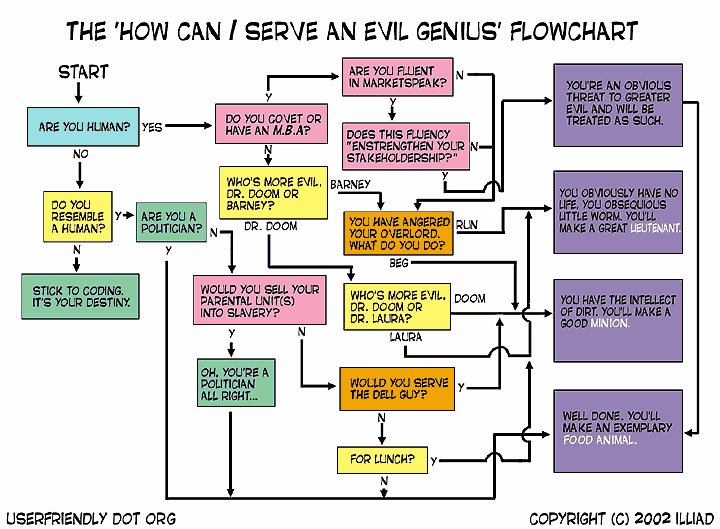 THE 'HOW CAN I SERVE AN EVIL GENIUS' FLOWCHART
START
ARE YOU HUMAN?
YES
NO
DO YOU COVET OR
HAVE AN M.B.A?
Y
N
ARE YOU FLUENT
IN MARKETSPEAK?
N
Y
DOES THIS FLUENCY
"ENSTRENGTHEN YOUR
STAKEHOLDERSHIP?"
N
Y
YOU'RE AN OBVIOUS
THREAT TO GREATER
EVIL AND WILL BE
TREATED AS SUCH.
WHO'S MORE EVIL,
DR. DOOM OR
BARNEY?
BARNEY
DR. DOOM
DO YOU
RESEMBLE
A HUMAN?
Y
N
ARE YOU A
POLITICIAN?
N
Y
YOU HAVE ANGERED
YOUR OVERLORD.
WHAT DO YOU DO?
RUN
BEG
YOU OBVIOUSLY HAVE NO
LIFE, YOU OBSEQUIOUS
LITTLE WORM. YOU'LL
MAKE A GREAT LIEUTENANT.
STICK TO CODING.
IT'S YOUR DESTINY.
WOULD YOU SELL YOUR
PARENTAL UNIT(S)
INTO SLAVERY?
Y
N
WHO'S MORE EVIL,
DR. DOOM OR
DR. LAURA?
DOOM
LAURA
YOU HAVE THE INTELLECT
OF DIRT. YOU'LL MAKE A
GOOD MINION.
OH, YOU'RE A
POLITICIAN
ALL RIGHT...
WOULD YOU SERVE
THE DELL GUY?
Y
N
FOR LUNCH?
Y
N
WELL DONE. YOU'LL
MAKE AN EXEMPLARY
FOOD ANIMAL.
USERFRIENDLY DOT ORG
COPYRIGHT (C) 2002 ILLIAD